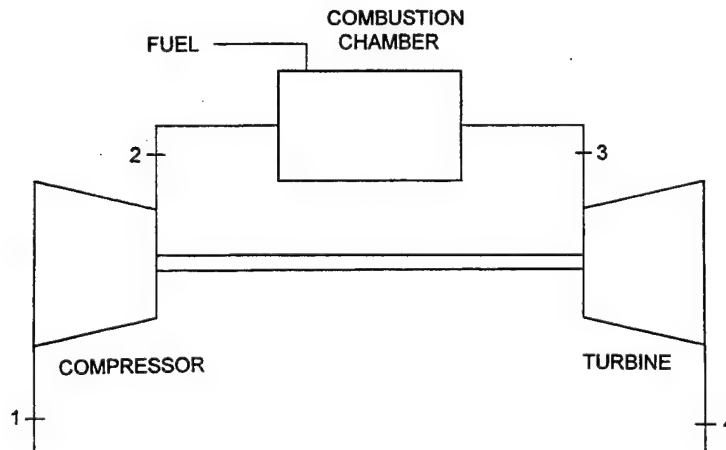 COMBUSTION
CHAMBER
FUEL
2
3
COMPRESSOR
TURBINE
1
4